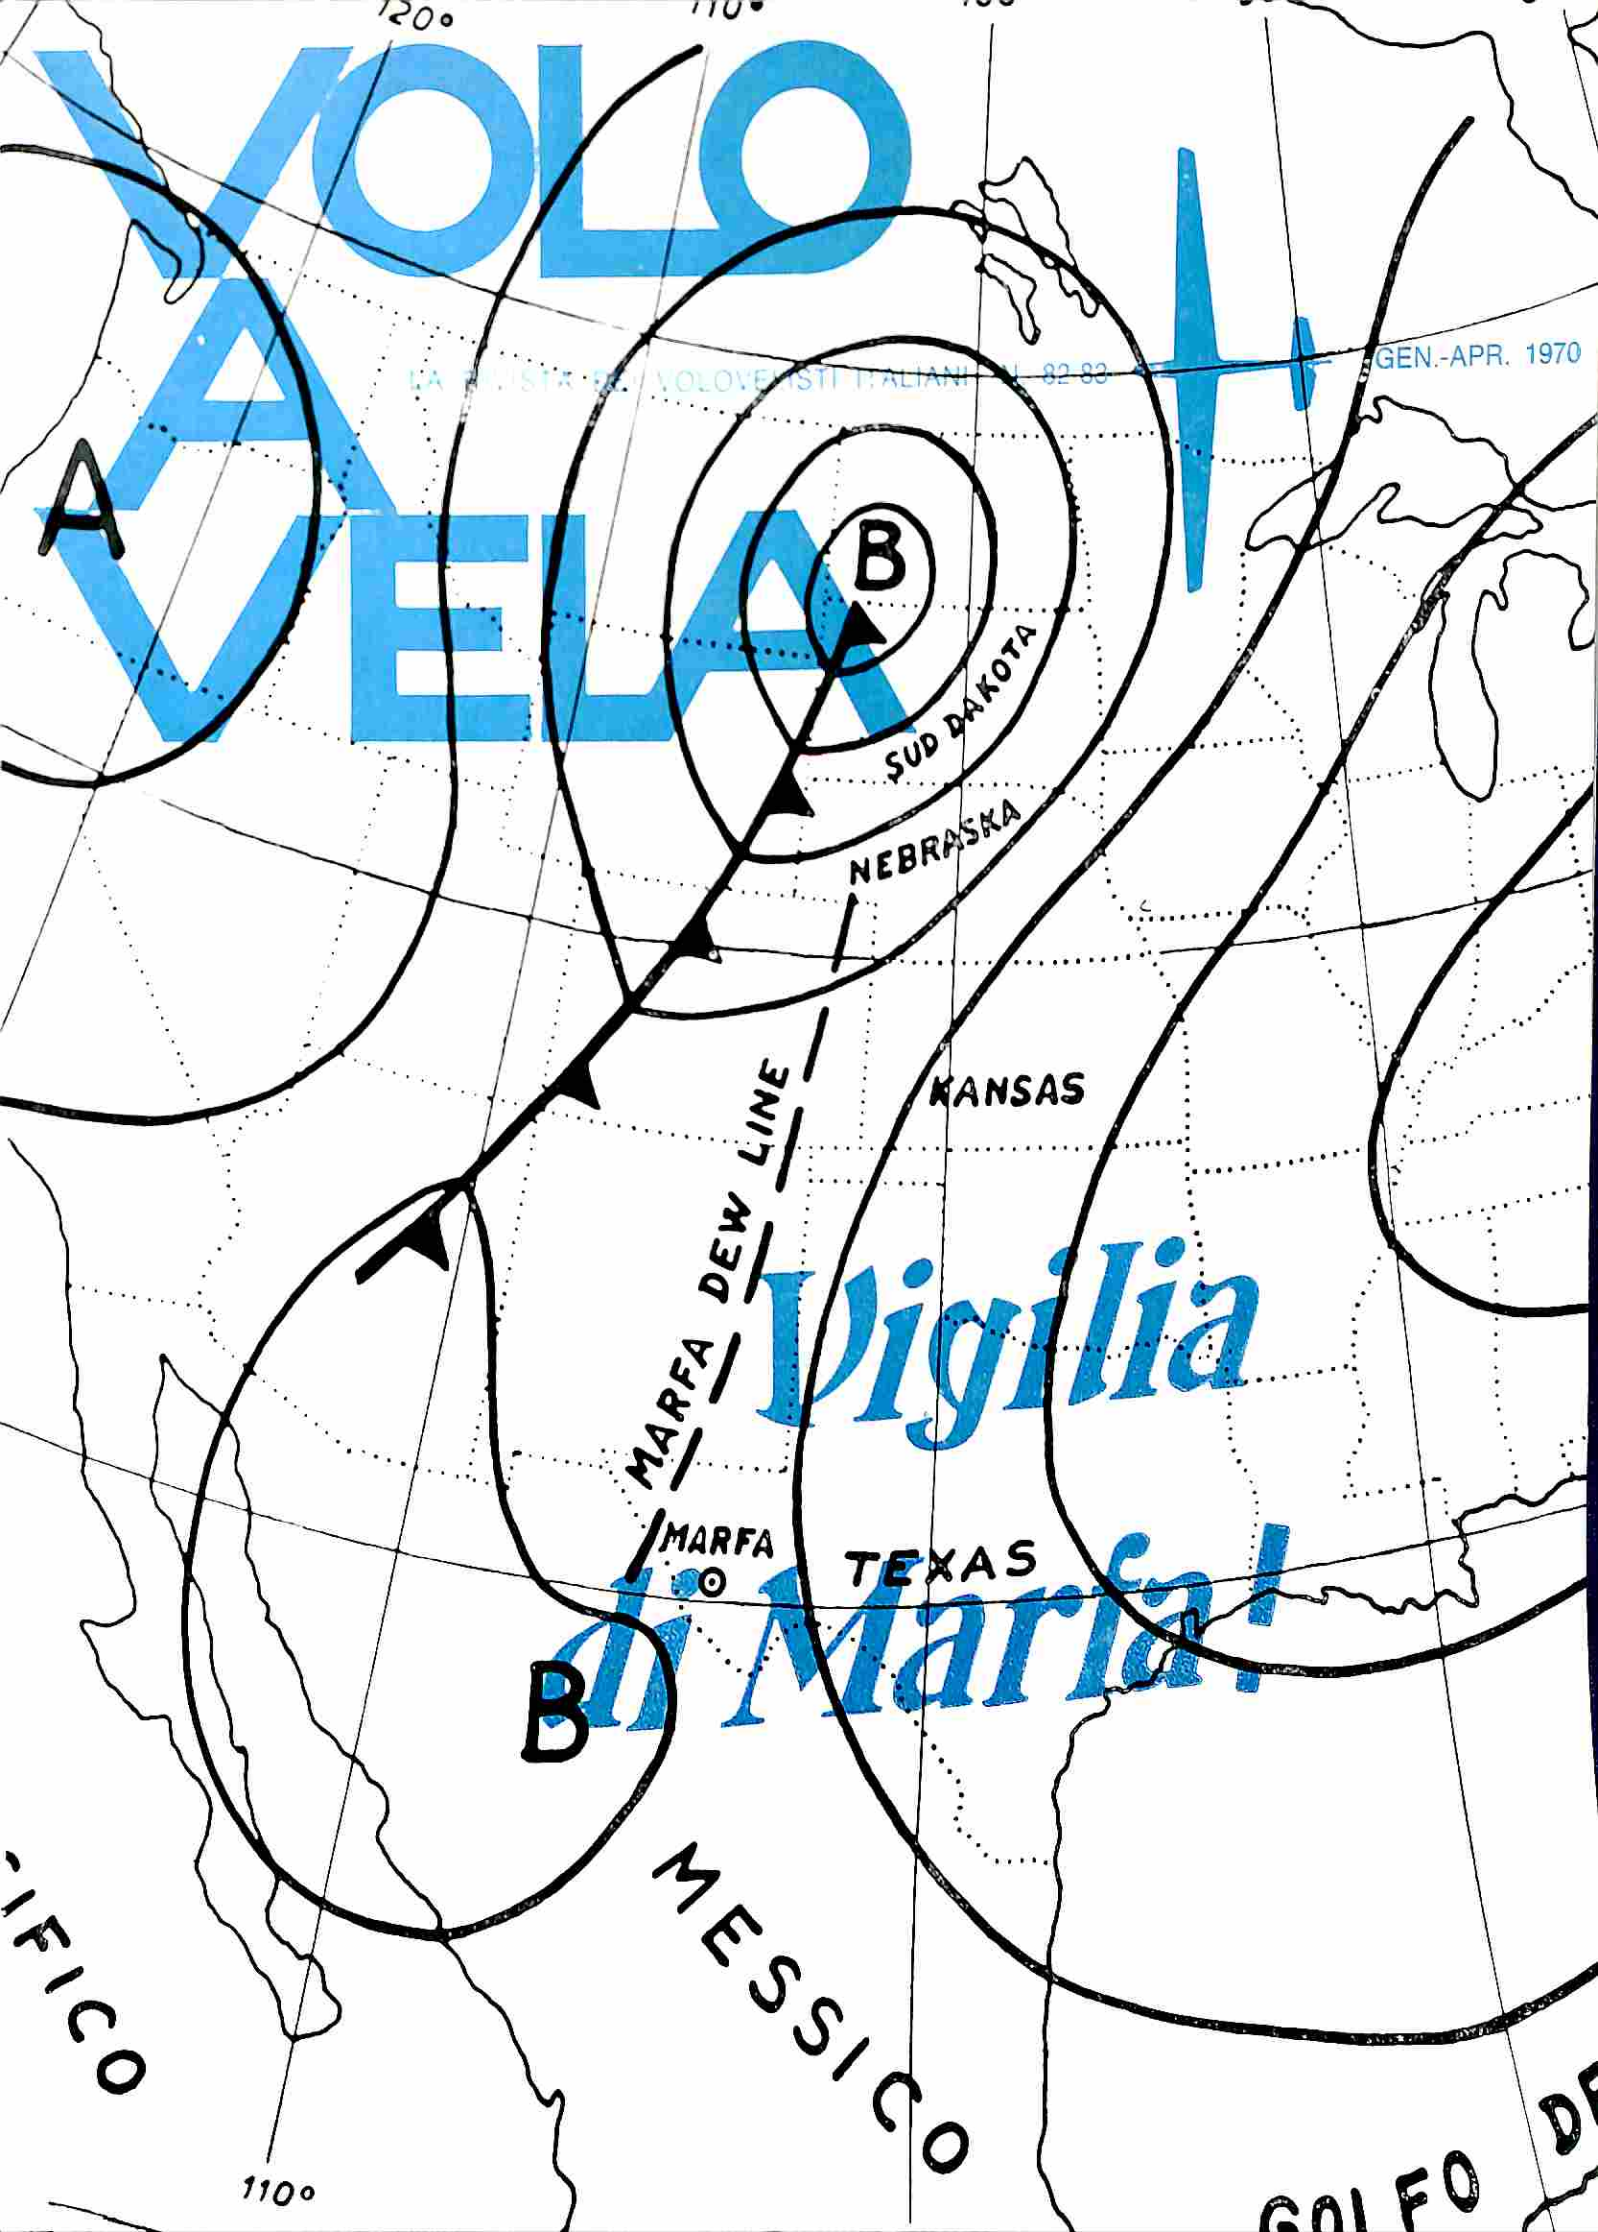 120°
110°
VOLO
A
VELA
LA RIVISTA DEI VOLOVELISTI ITALIANI N. 82-83
GEN.-APR. 1970
A
B
SUD DAKOTA
NEBRASKA
KANSAS
MARFA DEW LINE
Vigilia
di Marfa!
MARFA
TEXAS
B
MESSICO
IFICO
110°
GOLFO DE